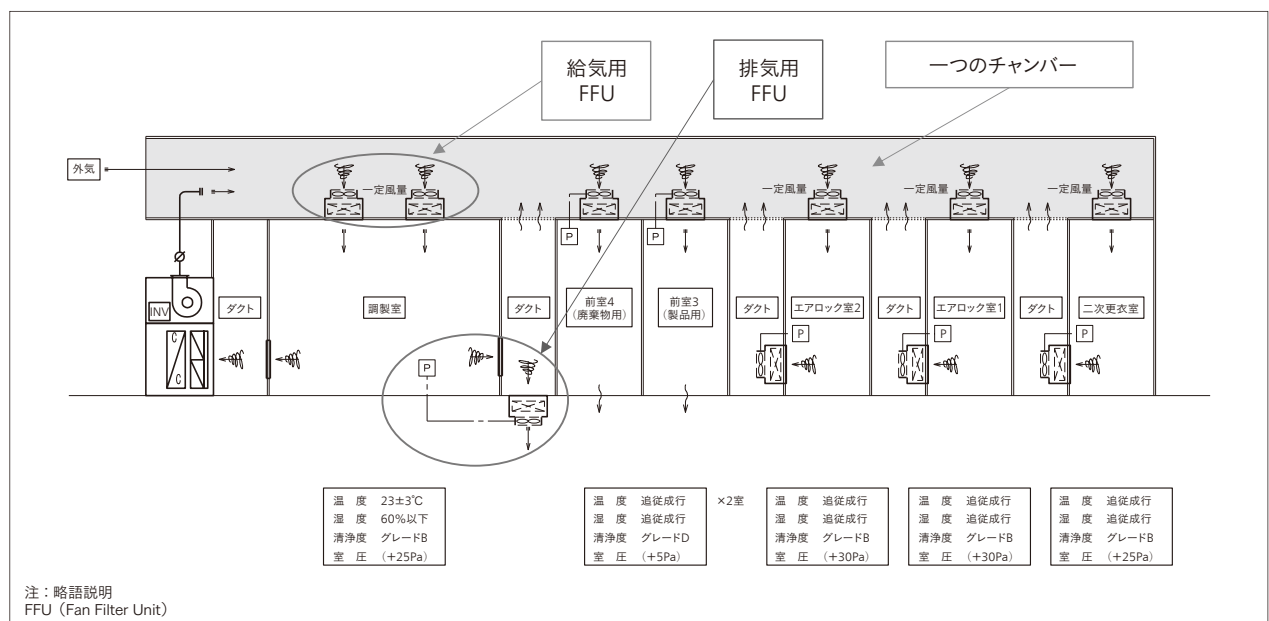 給気用
FFU
排気用
FFU
一つのチャンバー
外気
一定風量
一定風量
一定風量
一定風量
P
P
INV
C
C
ダクト
調製室
ダクト
前室4
(廃棄物用)
前室3
(製品用)
ダクト
エアロック室2
ダクト
エアロック室1
ダクト
二次更衣室
P
P
P
P
温 度 23±3℃
湿 度 60%以下
清浄度 グレードB
室 圧 (+25Pa)
温 度 追従成行
湿 度 追従成行
清浄度 グレードD
室 圧 (+5Pa)
×2室
温 度 追従成行
湿 度 追従成行
清浄度 グレードB
室 圧 (+30Pa)
温 度 追従成行
湿 度 追従成行
清浄度 グレードB
室 圧 (+30Pa)
温 度 追従成行
湿 度 追従成行
清浄度 グレードB
室 圧 (+25Pa)
注:略語説明
FFU(Fan Filter Unit)